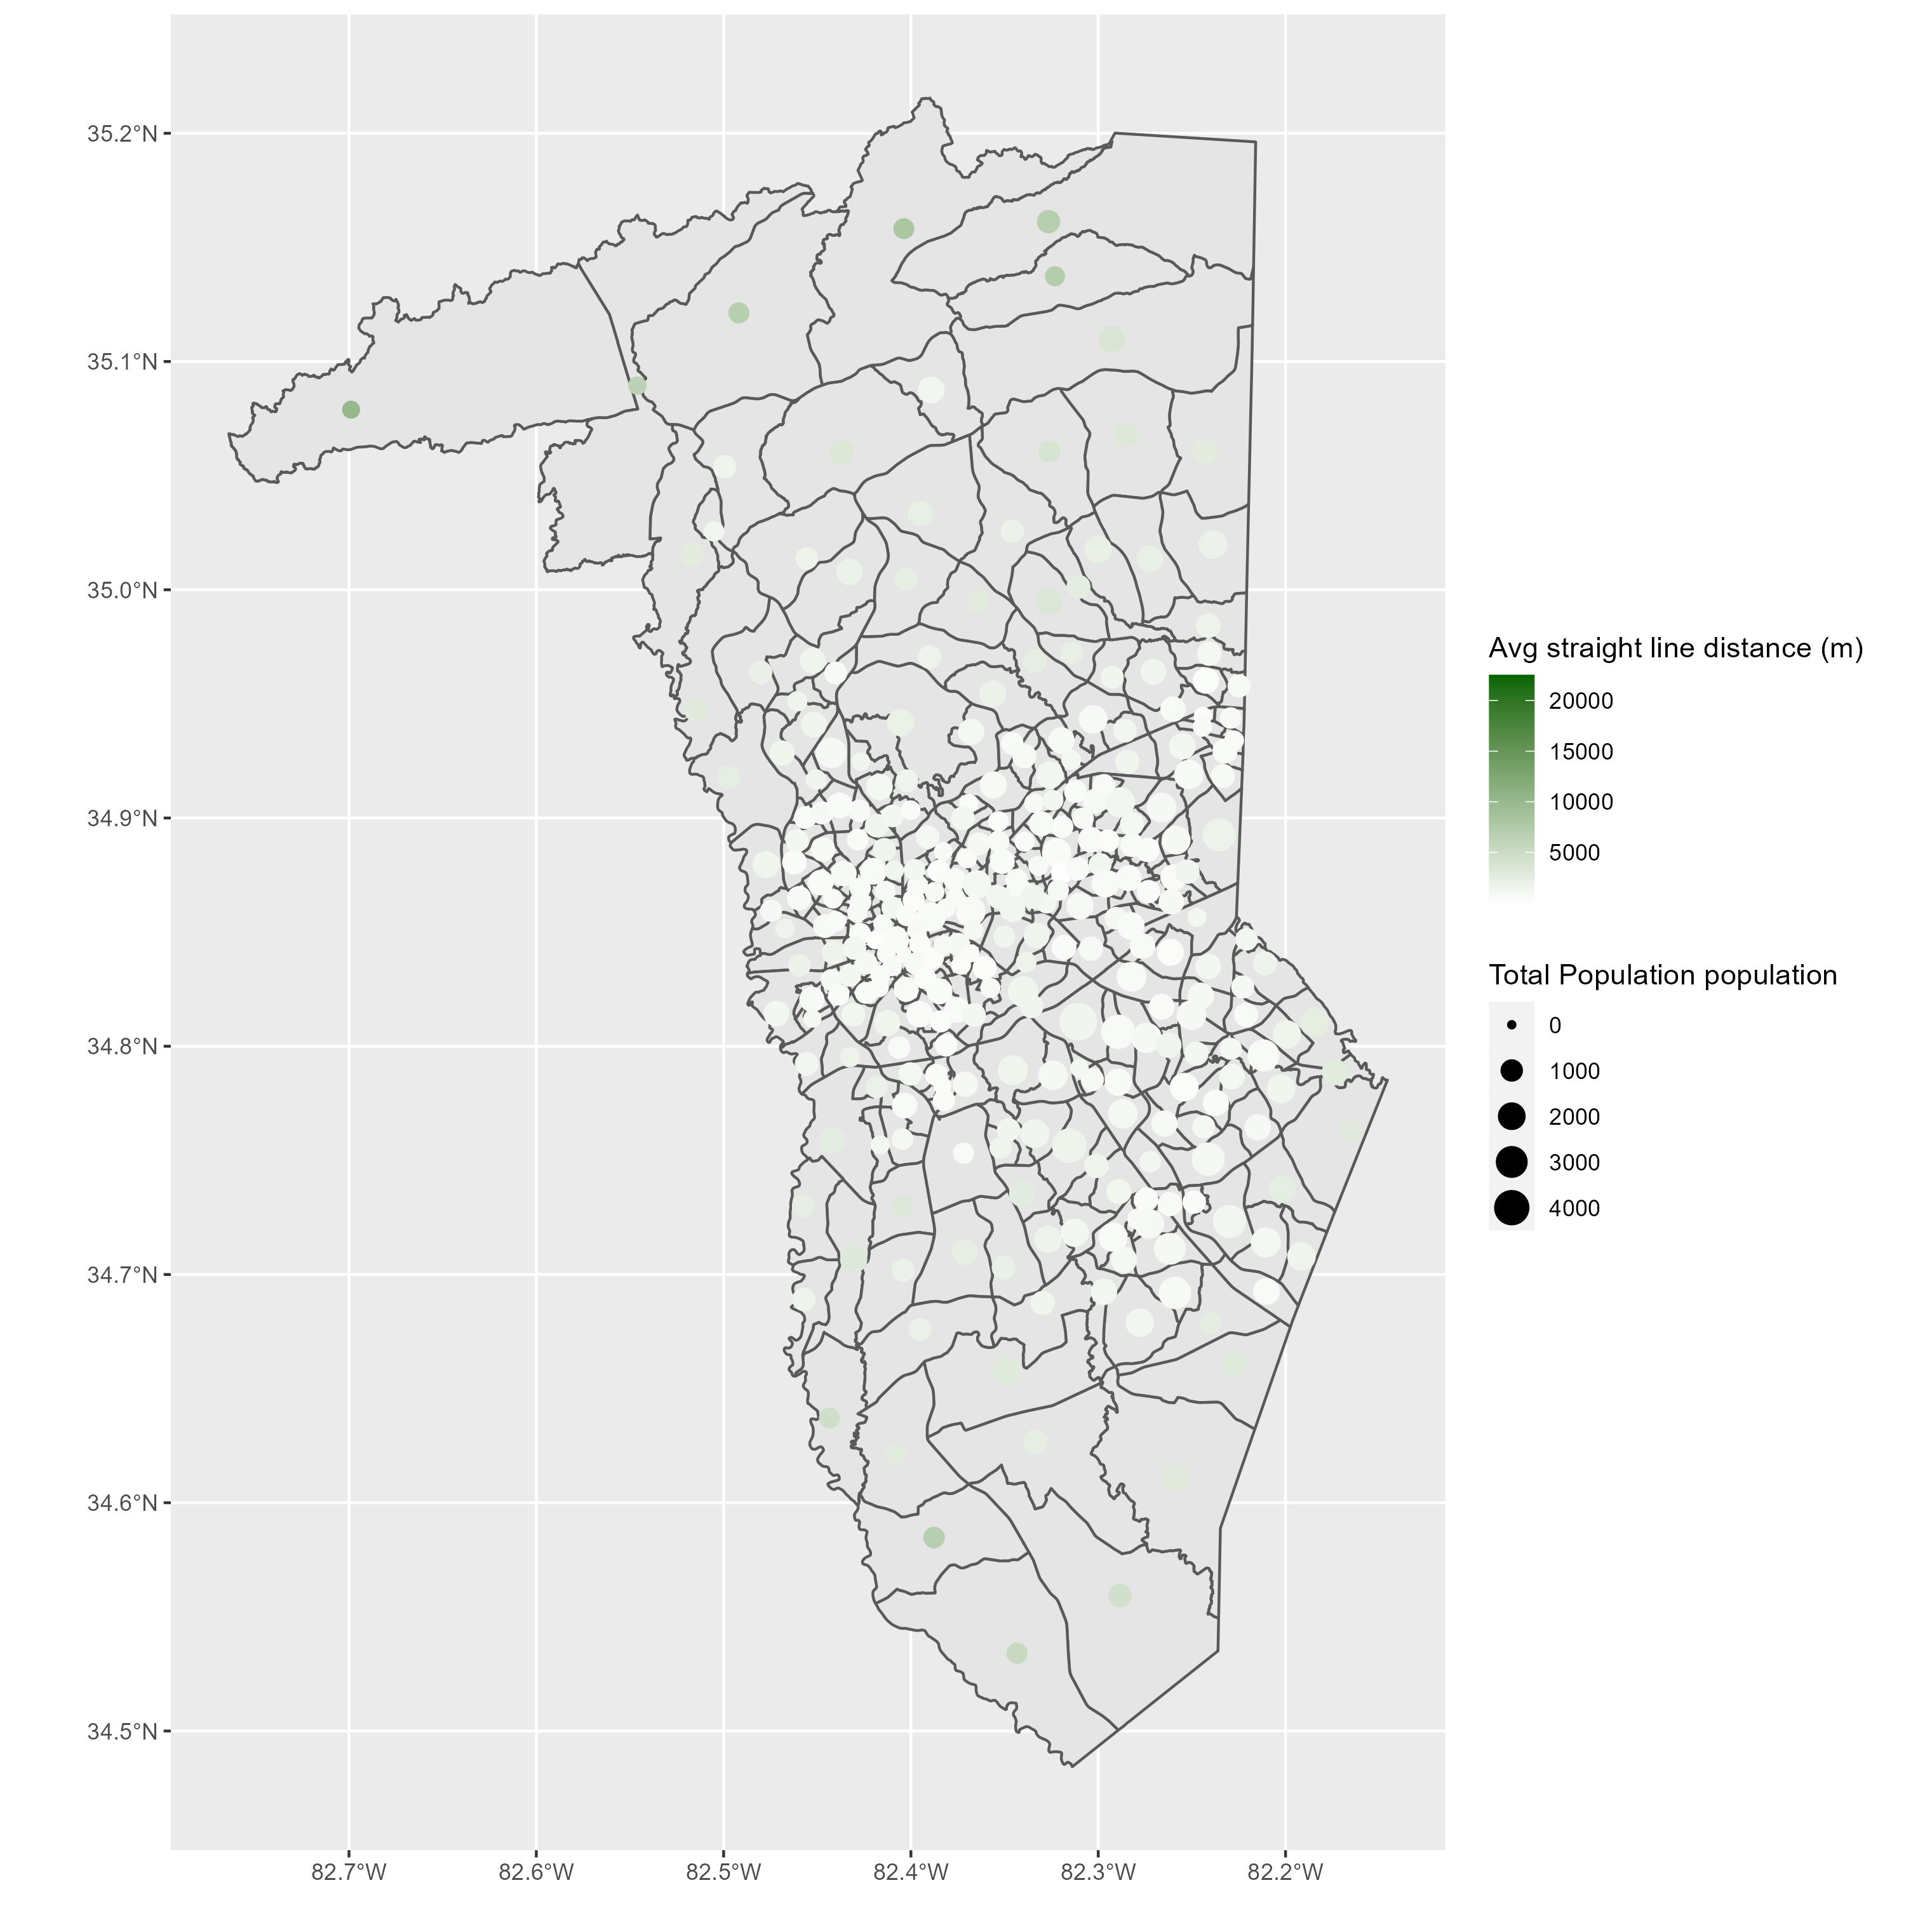 35.2°N
35.1°N
35.0°N
34.9°N
34.8°N
34.7°N
34.6°N
34.5°N
82.7°W 82.6°W 82.5°W 82.4°W 82.3°W 82.2°W
Avg straight line distance (m)
20000
15000
10000
5000
Total Population population
0
1000
2000
3000
4000